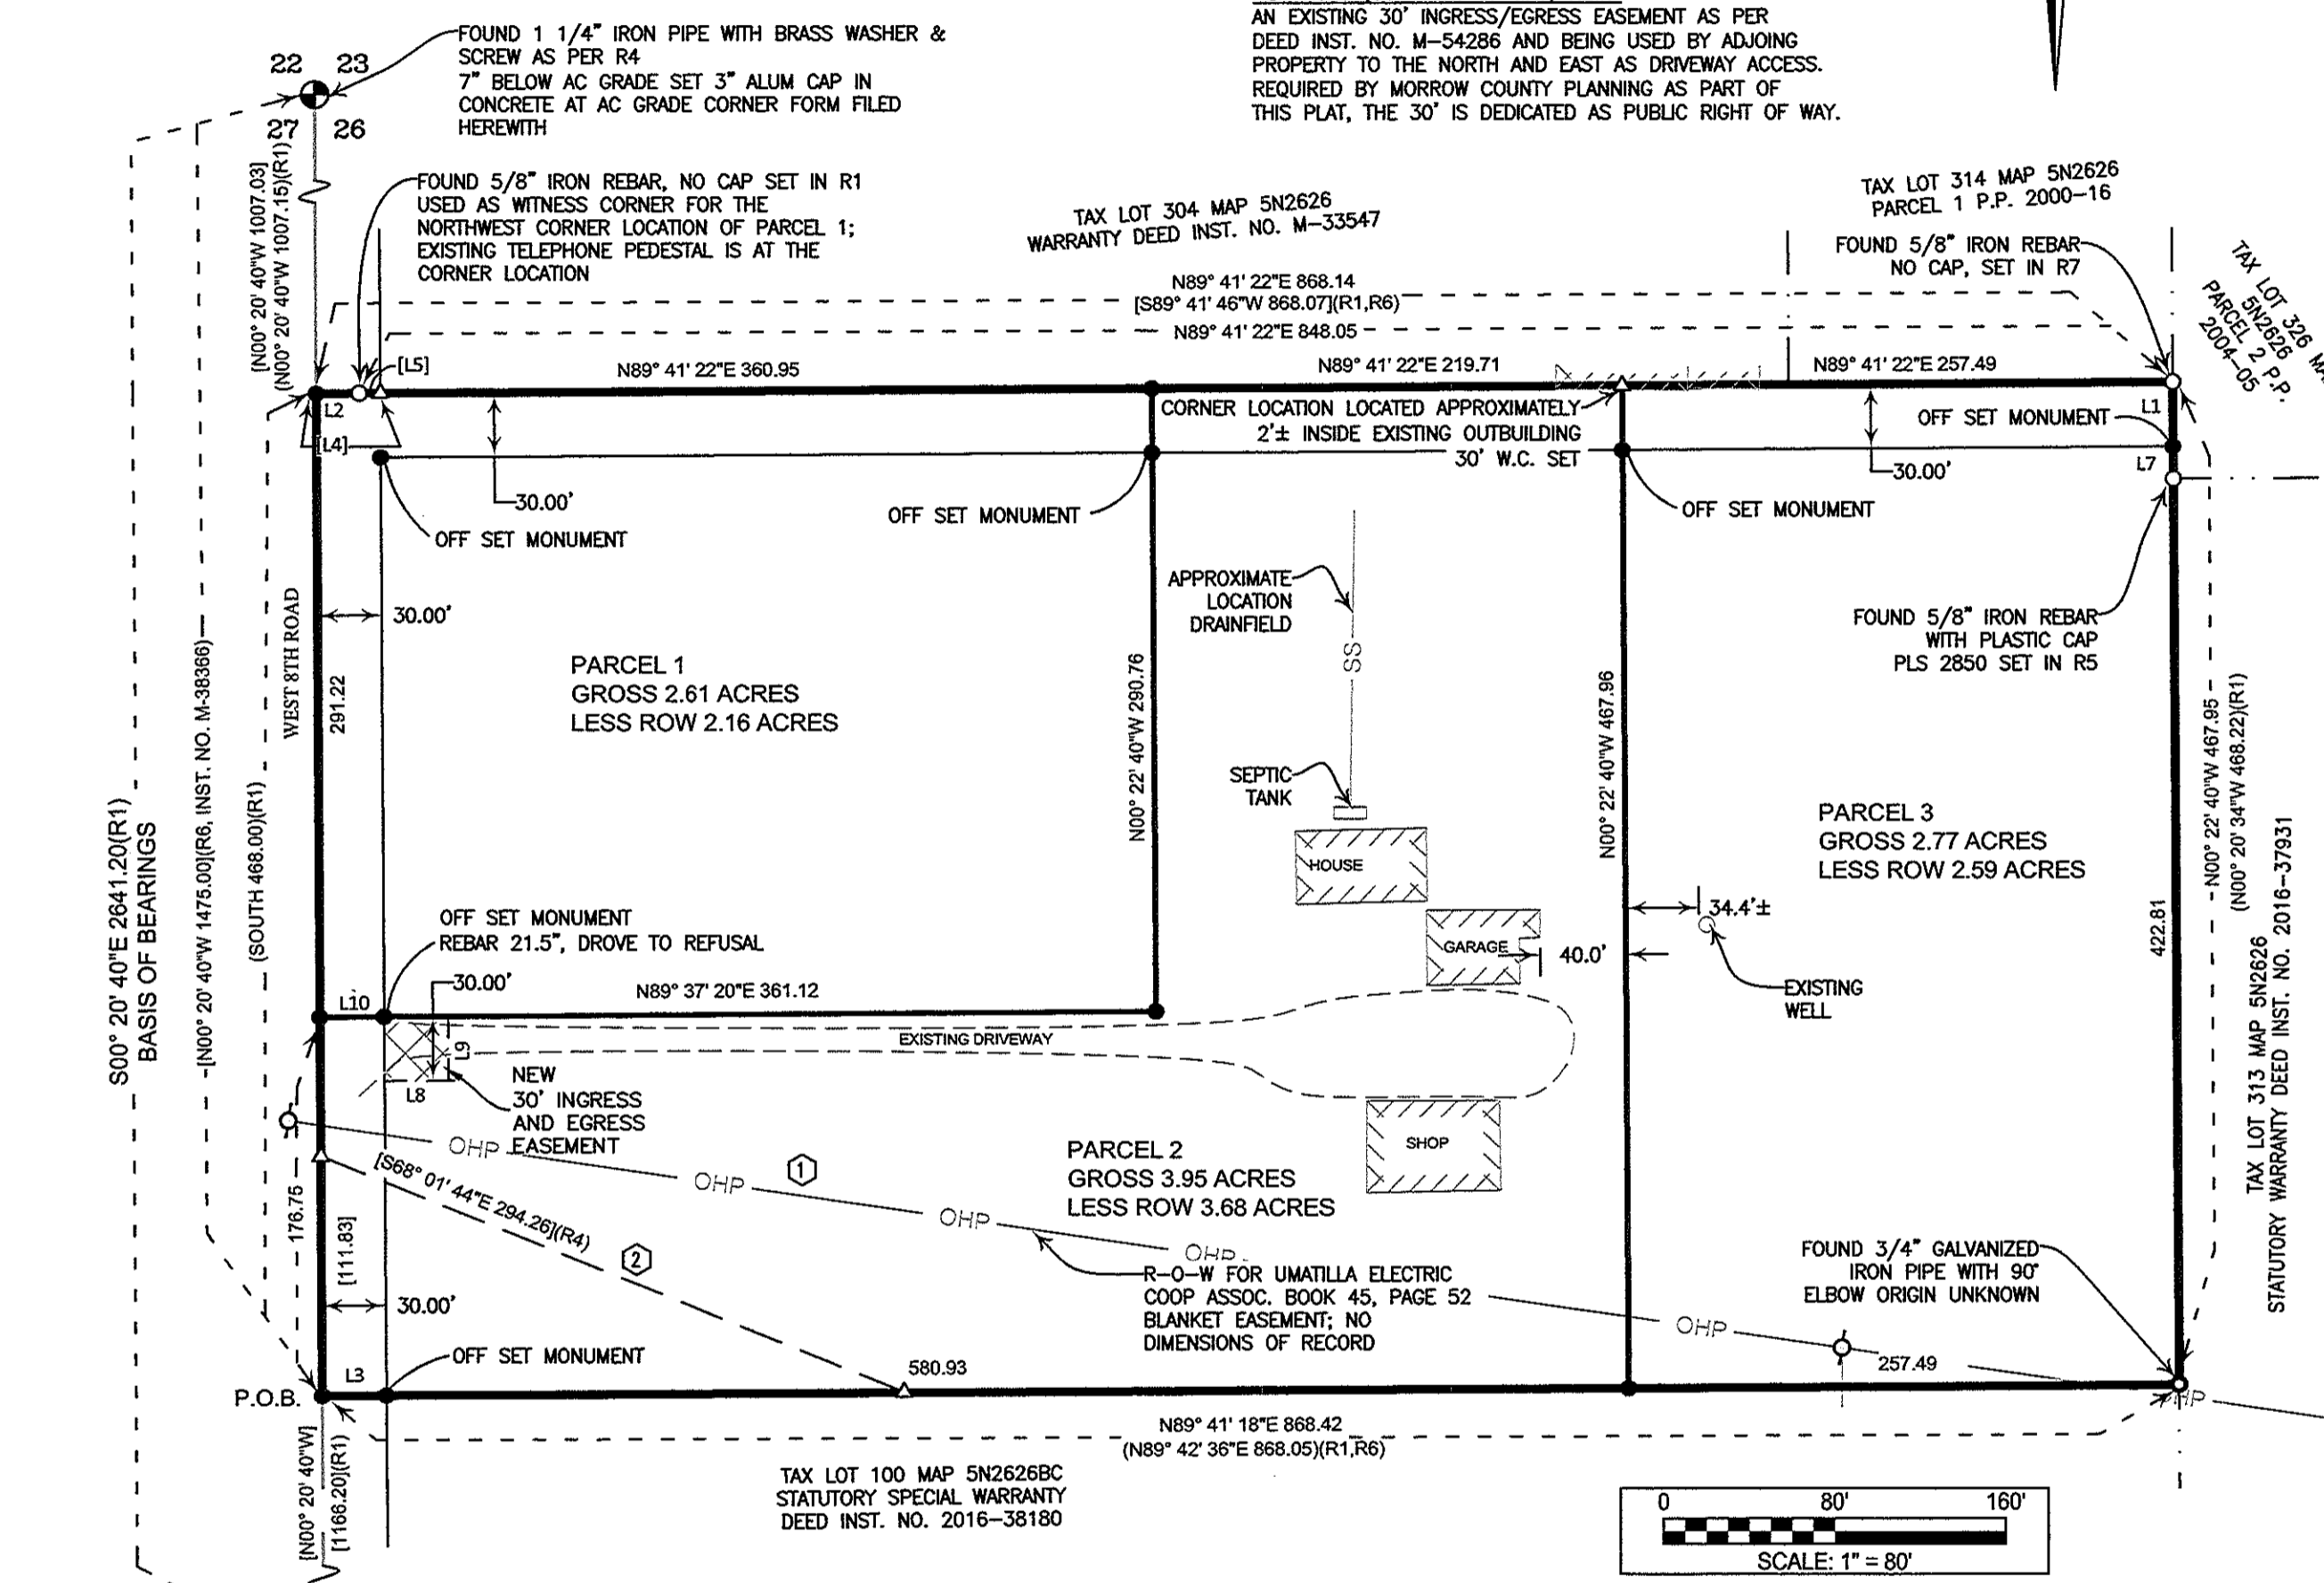 AN EXISTING 30' INGRESS/EGRESS EASEMENT AS PER
DEED INST. NO. M-54286 AND BEING USED BY ADJOING
PROPERTY TO THE NORTH AND EAST AS DRIVEWAY ACCESS.
REQUIRED BY MORROW COUNTY PLANNING AS PART OF
THIS PLAT, THE 30' IS DEDICATED AS PUBLIC RIGHT OF WAY.
FOUND 1 1/4" IRON PIPE WITH BRASS WASHER &
SCREW AS PER R4
7" BELOW AC GRADE SET 3" ALUM CAP IN
CONCRETE AT AC GRADE CORNER FORM FILED
HEREWITH
22 23
27 26
[N00° 20' 40"W 1007.03]
(N00° 20' 40"W 1007.15)(R1)
FOUND 5/8" IRON REBAR, NO CAP SET IN R1
USED AS WITNESS CORNER FOR THE
NORTHWEST CORNER LOCATION OF PARCEL 1;
EXISTING TELEPHONE PEDESTAL IS AT THE
CORNER LOCATION
TAX LOT 304 MAP 5N2626
WARRANTY DEED INST. NO. M-33547
TAX LOT 314 MAP 5N2626
PARCEL 1 P.P. 2000-16
FOUND 5/8" IRON REBAR
NO CAP, SET IN R7
TAX LOT 326 MA
5N2626
PARCEL 2 P.P.
2004-05
N89° 41' 22"E 868.14
[S89° 41' 46"W 868.07](R1,R6)
N89° 41' 22"E 848.05
[L5]
N89° 41' 22"E 360.95
N89° 41' 22"E 219.71
N89° 41' 22"E 257.49
L2
[L4]
CORNER LOCATION LOCATED APPROXIMATELY
2'± INSIDE EXISTING OUTBUILDING
30' W.C. SET
L1
OFF SET MONUMENT
L7
30.00'
30.00'
OFF SET MONUMENT
OFF SET MONUMENT
OFF SET MONUMENT
APPROXIMATE
LOCATION
DRAINFIELD
SS
FOUND 5/8" IRON REBAR
WITH PLASTIC CAP
PLS 2850 SET IN R5
30.00'
WEST 8TH ROAD
291.22
PARCEL 1
GROSS 2.61 ACRES
LESS ROW 2.16 ACRES
N00° 22' 40"W 290.76
N00° 22' 40"W 467.96
SEPTIC
TANK
HOUSE
GARAGE
40.0'
34.4'±
EXISTING
WELL
PARCEL 3
GROSS 2.77 ACRES
LESS ROW 2.59 ACRES
422.81
N00° 22' 40"W 467.95
(N00° 20' 34"W 468.22)(R1)
TAX LOT 313 MAP 5N2626
STATUTORY WARRANTY DEED INST. NO. 2016-37931
S00° 20' 40"E 2641.20(R1)
BASIS OF BEARINGS
[N00° 20' 40"W 1475.00](R6, INST. NO. M-38366)
(SOUTH 468.00)(R1)
OFF SET MONUMENT
REBAR 21.5", DROVE TO REFUSAL
30.00'
L10
N89° 37' 20"E 361.12
EXISTING DRIVEWAY
L9
L8
NEW
30' INGRESS
AND EGRESS
EASEMENT
OHP
OHP
1
OHP
OHP
SHOP
PARCEL 2
GROSS 3.95 ACRES
LESS ROW 3.68 ACRES
[S68° 01' 44"E 294.26](R4)
2
176.75
[111.83]
30.00'
R-O-W FOR UMATILLA ELECTRIC
COOP ASSOC. BOOK 45, PAGE 52
BLANKET EASEMENT; NO
DIMENSIONS OF RECORD
FOUND 3/4" GALVANIZED
IRON PIPE WITH 90°
ELBOW ORIGIN UNKNOWN
OHP
257.49
OFF SET MONUMENT
580.93
L3
P.O.B.
OHP
N89° 41' 18"E 868.42
(N89° 42' 36"E 868.05)(R1,R6)
[N00° 20' 40"W]
[1166.20](R1)
TAX LOT 100 MAP 5N2626BC
STATUTORY SPECIAL WARRANTY
DEED INST. NO. 2016-38180
0 80' 160'
SCALE: 1" = 80'